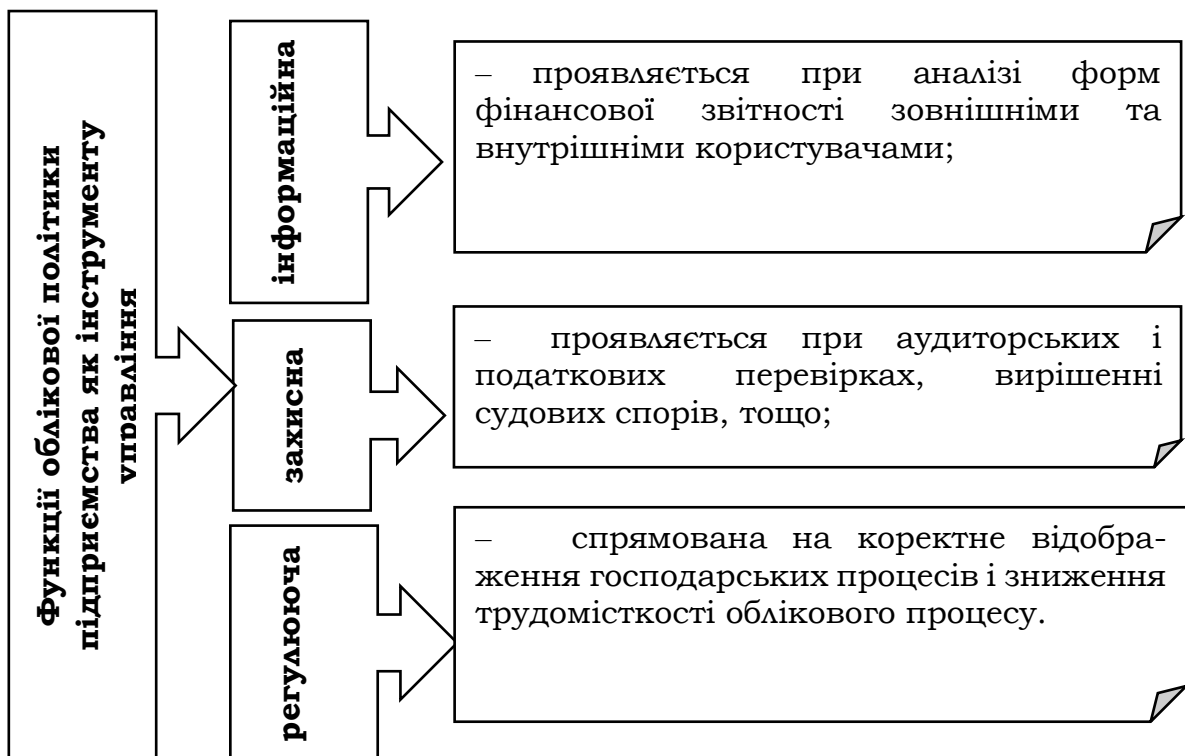 Функції облікової політики
підприємства як інструменту
управління
інформаційна
– проявляється при аналізі форм
фінансової звітності зовнішніми та
внутрішніми користувачами;
захисна
– проявляється при аудиторських і
податкових перевірках, вирішенні
судових спорів, тощо;
регулююча
– спрямована на коректне відобра-
ження господарських процесів і зниження
трудомісткості облікового процесу.